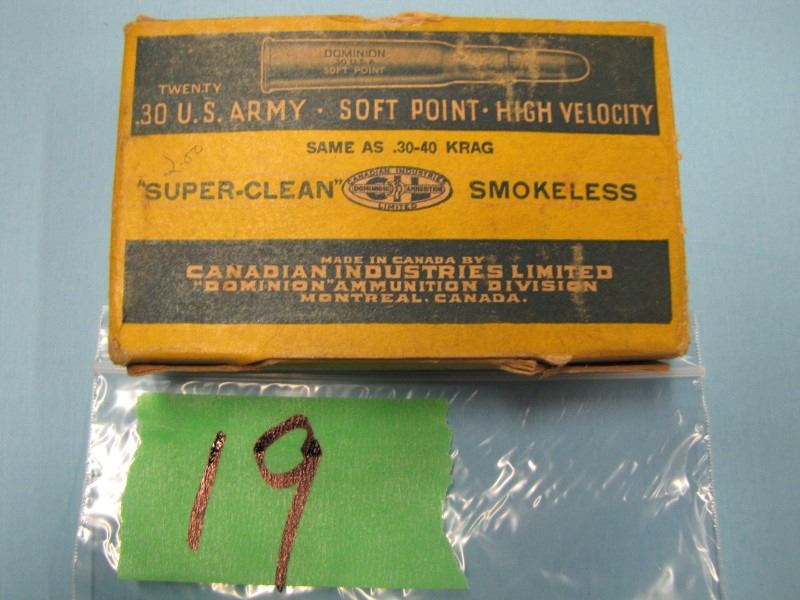 DOMINION
.30 U.S.A.
SOFT POINT
TWENTY
.30 U.S. ARMY · SOFT POINT · HIGH VELOCITY
SAME AS .30-40 KRAG
2.00
"SUPER-CLEAN" CANADIAN INDUSTRIES LIMITED CIL DOMINION AMMUNITION SMOKELESS
MADE IN CANADA BY
CANADIAN INDUSTRIES LIMITED
"DOMINION" AMMUNITION DIVISION
MONTREAL. CANADA.
19